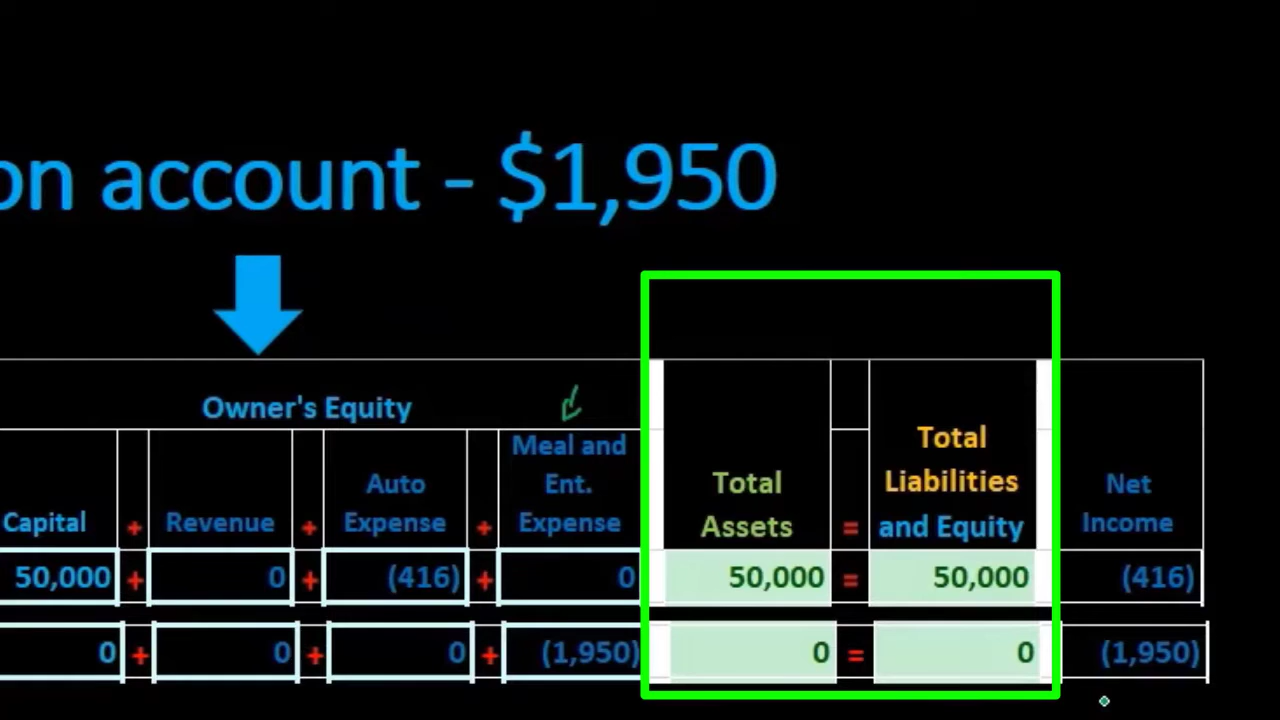 on account - $1,950
Owner's Equity
Capital + Revenue + Auto Expense + Meal and Ent. Expense Total Assets = Total Liabilities and Equity Net Income
50,000 + 0 + (416) + 0 50,000 = 50,000 (416)
0 + 0 + 0 + (1,950) 0 = 0 (1,950)